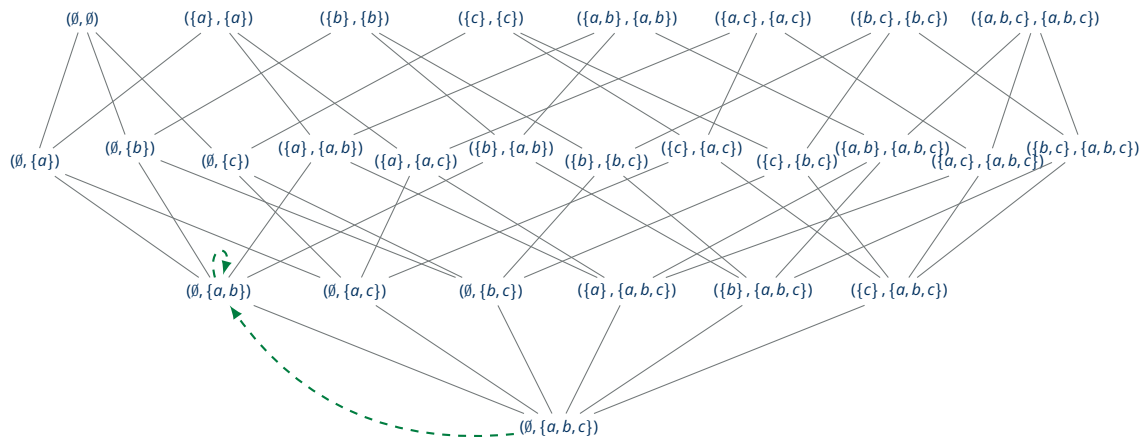 (∅,∅) ({a},{a}) ({b},{b}) ({c},{c}) ({a,b},{a,b}) ({a,c},{a,c}) ({b,c},{b,c}) ({a,b,c},{a,b,c})
(∅,{a}) (∅,{b}) (∅,{c}) ({a},{a,b}) ({a},{a,c}) ({b},{a,b}) ({b},{b,c}) ({c},{a,c}) ({c},{b,c}) ({a,b},{a,b,c}) ({a,c},{a,b,c}) ({b,c},{a,b,c})
(∅,{a,b}) (∅,{a,c}) (∅,{b,c}) ({a},{a,b,c}) ({b},{a,b,c}) ({c},{a,b,c})
(∅,{a,b,c})